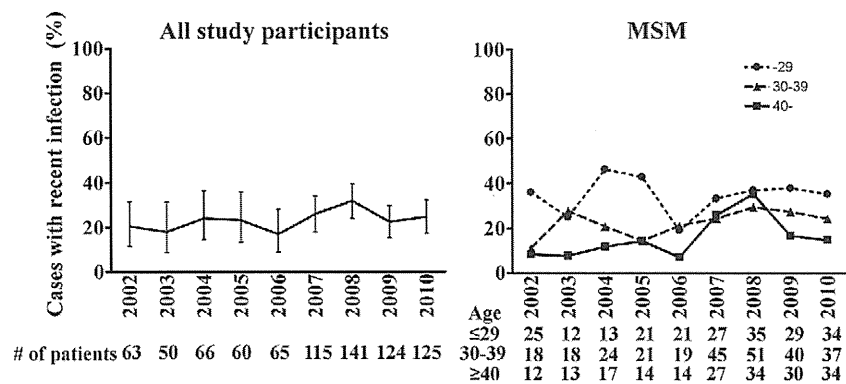 All study participants
Cases with recent infection (%)
100
80
60
40
20
0
2002 2003 2004 2005 2006 2007 2008 2009 2010
# of patients 63 50 66 60 65 115 141 124 125
MSM
-29
30-39
40-
100
80
60
40
20
0
2002 2003 2004 2005 2006 2007 2008 2009 2010
Age
≤29 25 12 13 21 21 27 35 29 34
30-39 18 18 24 21 19 45 51 40 37
≥40 12 13 17 14 14 27 34 30 34